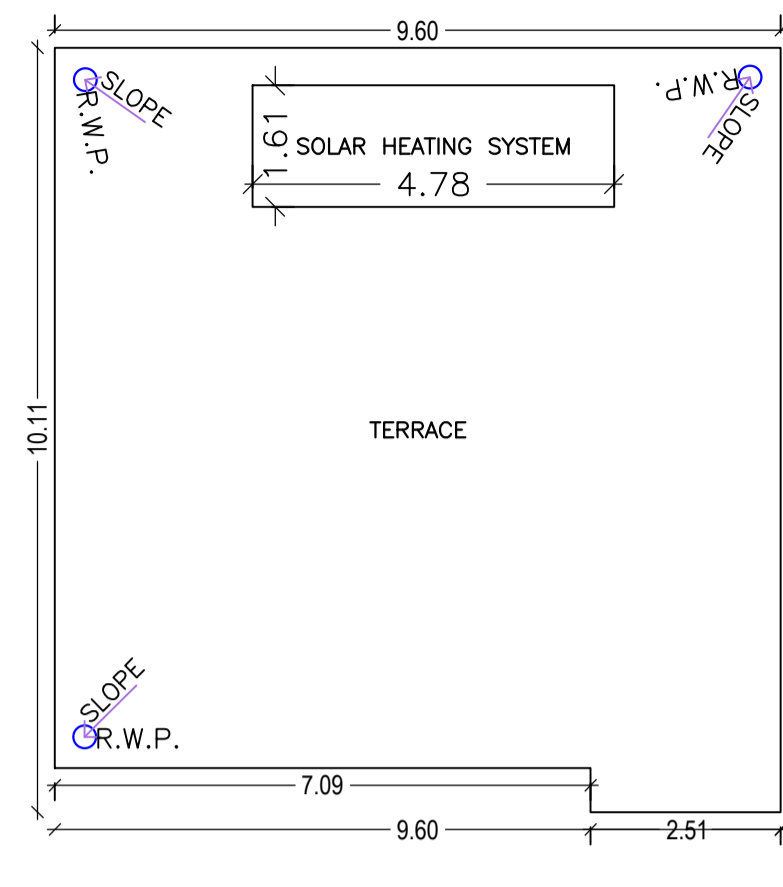 9.60
SLOPE
R.W.P.
R.W.P.
SLOPE
1.61
SOLAR HEATING SYSTEM
4.78
10.11
TERRACE
SLOPE
R.W.P.
7.09
9.60
2.51